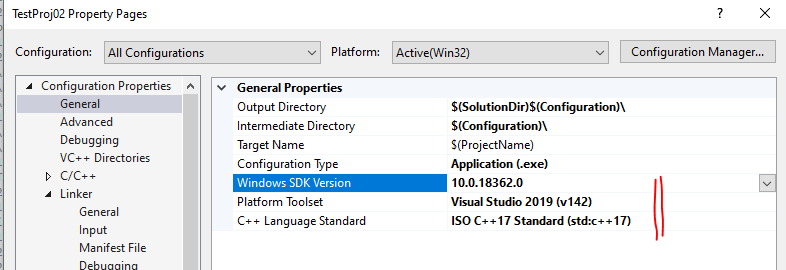 TestProj02 Property Pages ? ×
Configuration: All Configurations Platform: Active(Win32) Configuration Manager...
Configuration Properties
General
Advanced
Debugging
VC++ Directories
C/C++
Linker
General
Input
Manifest File
Debugging
General Properties
Output Directory $(SolutionDir)$(Configuration)\
Intermediate Directory $(Configuration)\
Target Name $(ProjectName)
Configuration Type Application (.exe)
Windows SDK Version 10.0.18362.0
Platform Toolset Visual Studio 2019 (v142)
C++ Language Standard ISO C++17 Standard (std:c++17)